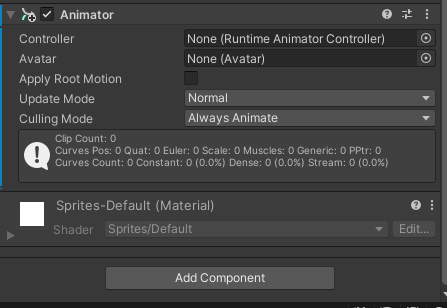 Animator
Controller None (Runtime Animator Controller)
Avatar None (Avatar)
Apply Root Motion
Update Mode Normal
Culling Mode Always Animate
Clip Count: 0
Curves Pos: 0 Quat: 0 Euler: 0 Scale: 0 Muscles: 0 Generic: 0 PPtr: 0
Curves Count: 0 Constant: 0 (0.0%) Dense: 0 (0.0%) Stream: 0 (0.0%)
Sprites-Default (Material)
Shader Sprites/Default Edit...
Add Component